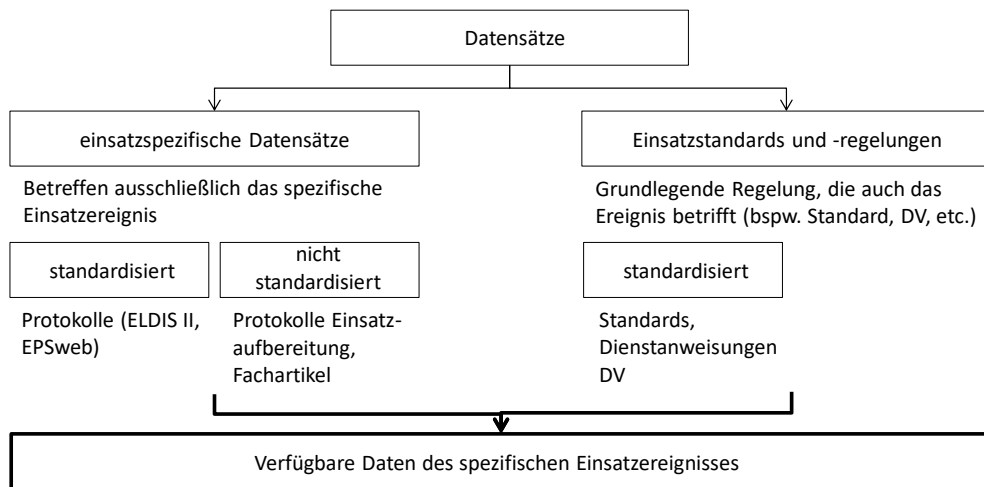 Datensätze
einsatzspezifische Datensätze
Betreffen ausschließlich das spezifische
Einsatzereignis
Einsatzstandards und -regelungen
Grundlegende Regelung, die auch das
Ereignis betrifft (bspw. Standard, DV, etc.)
standardisiert
Protokolle (ELDIS II,
EPSweb)
nicht
standardisiert
Protokolle Einsatz-
aufbereitung,
Fachartikel
standardisiert
Standards,
Dienstanweisungen
DV
Verfügbare Daten des spezifischen Einsatzereignisses